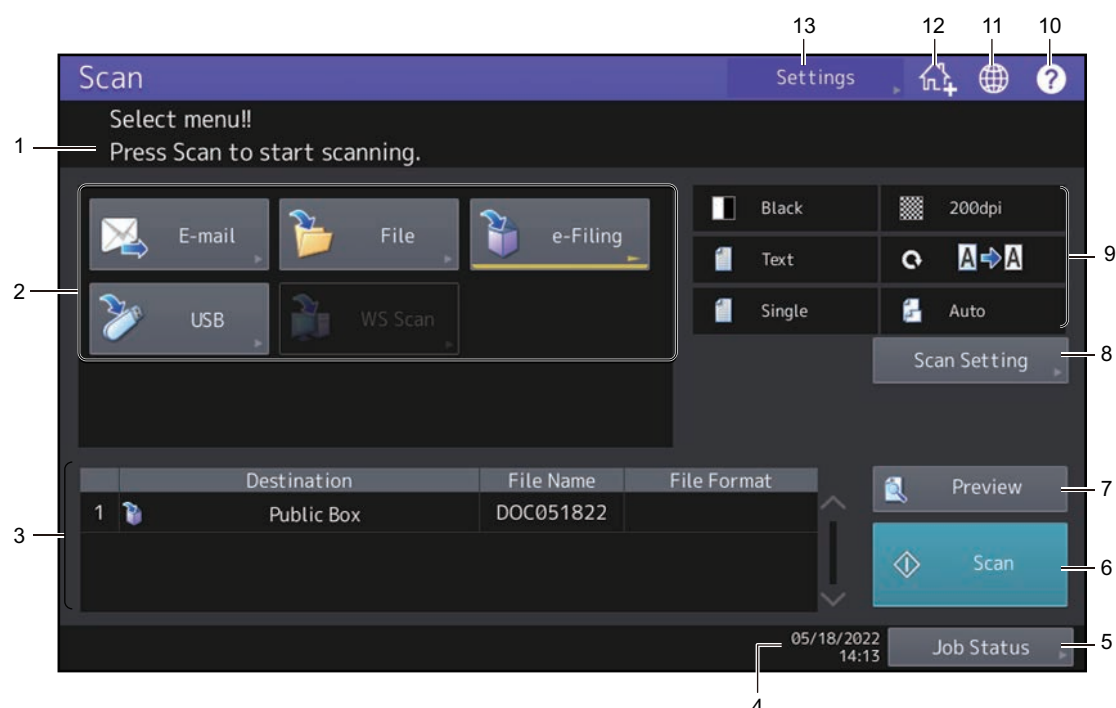 13 12 11 10
Scan Settings ?
Select menu!!
1 Press Scan to start scanning.
E-mail File e-Filing
2
USB WS Scan
Black 200dpi
9
Text A A
Single Auto
Scan Setting 8
Destination File Name File Format
1 Public Box DOC051822
3
Preview 7
Scan 6
05/18/2022
14:13
Job Status 5
4